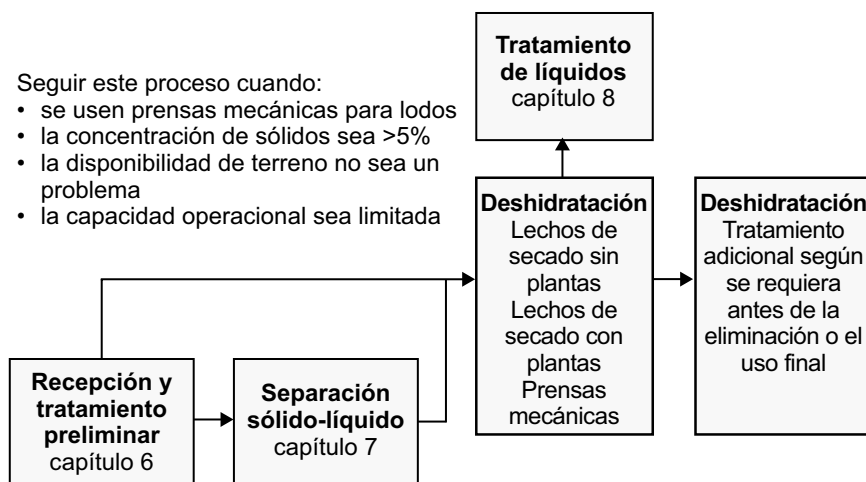 Seguir este proceso cuando:
• se usen prensas mecánicas para lodos
• la concentración de sólidos sea >5%
• la disponibilidad de terreno no sea un
problema
• la capacidad operacional sea limitada
Tratamiento
de líquidos
capítulo 8
Recepción y
tratamiento
preliminar
capítulo 6
Separación
sólido-líquido
capítulo 7
Deshidratación
Lechos de
secado sin
plantas
Lechos de
secado con
plantas
Prensas
mecánicas
Deshidratación
Tratamiento
adicional según
se requiera
antes de la
eliminación o el
uso final